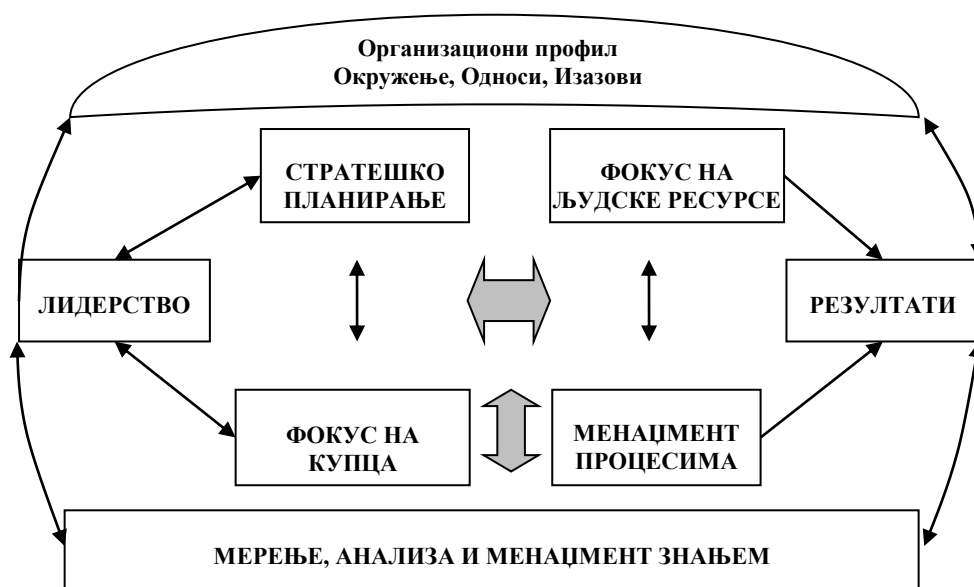 Организациони профил
Окружење, Односи, Изазови
СТРАТЕШКО
ПЛАНИРАЊЕ
ФОКУС НА
ЉУДСКЕ РЕСУРСЕ
ЛИДЕРСТВО
РЕЗУЛТАТИ
ФОКУС НА
КУПЦА
МЕНАЏМЕНТ
ПРОЦЕСИМА
МЕРЕЊЕ, АНАЛИЗА И МЕНАЏМЕНТ ЗНАЊЕМ